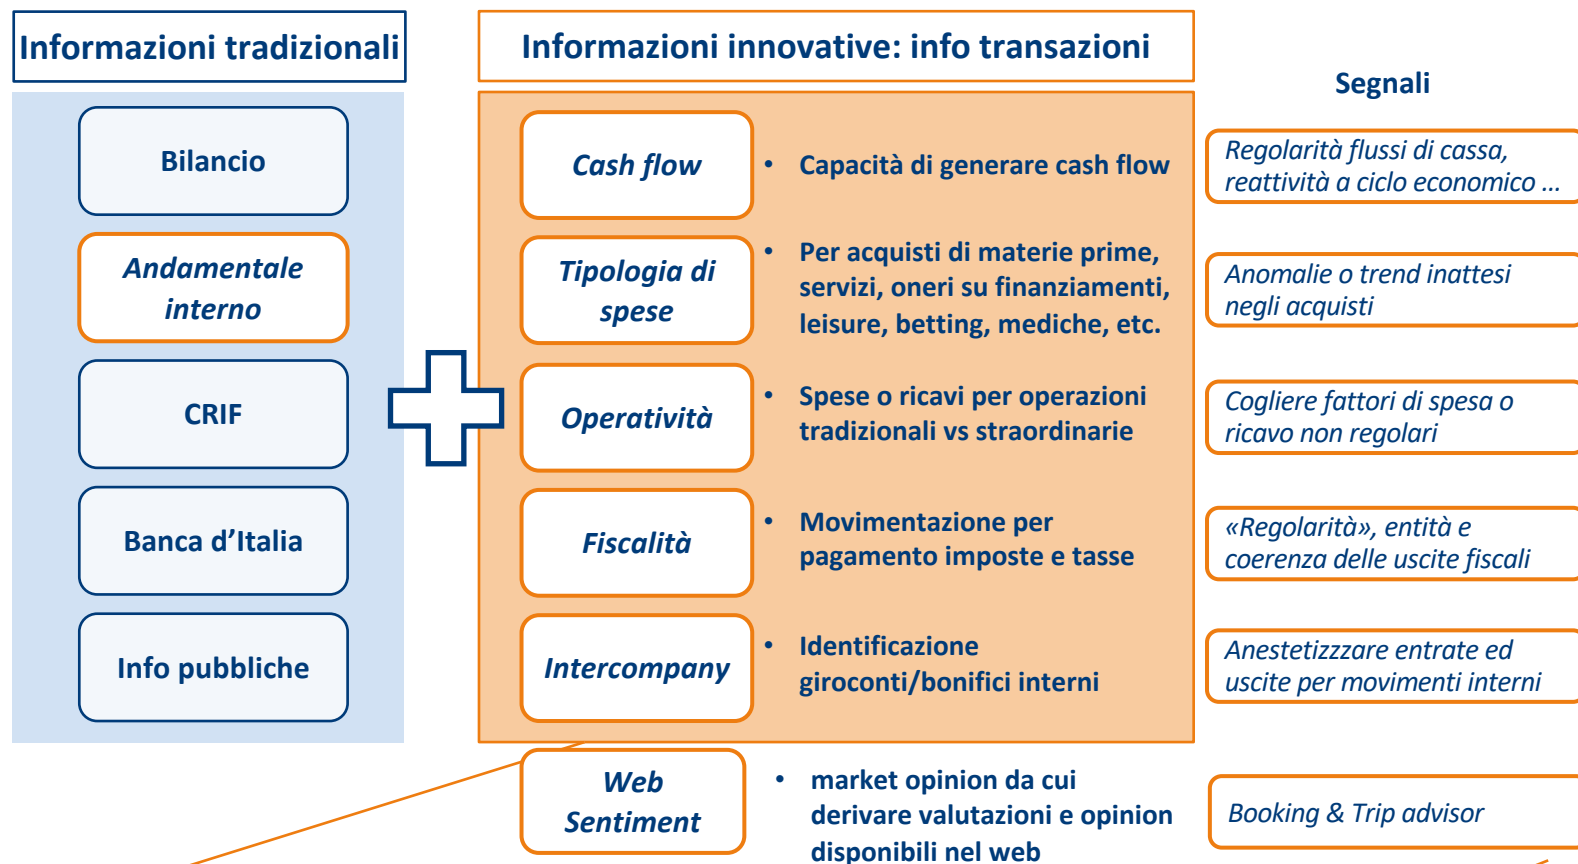 Informazioni tradizionali
Bilancio
Andamentale
interno
CRIF
Banca d’Italia
Info pubbliche
Informazioni innovative: info transazioni
Segnali
Cash flow
• Capacità di generare cash flow
Regolarità flussi di cassa,
reattività a ciclo economico ...
Tipologia di
spese
• Per acquisti di materie prime,
servizi, oneri su finanziamenti,
leisure, betting, mediche, etc.
Anomalie o trend inattesi
negli acquisti
Operatività
• Spese o ricavi per operazioni
tradizionali vs straordinarie
Cogliere fattori di spesa o
ricavo non regolari
Fiscalità
• Movimentazione per
pagamento imposte e tasse
«Regolarità», entità e
coerenza delle uscite fiscali
Intercompany
• Identificazione
giroconti/bonifici interni
Anestetizzzare entrate ed
uscite per movimenti interni
Web
Sentiment
• market opinion da cui
derivare valutazioni e opinion
disponibili nel web
Booking & Trip advisor